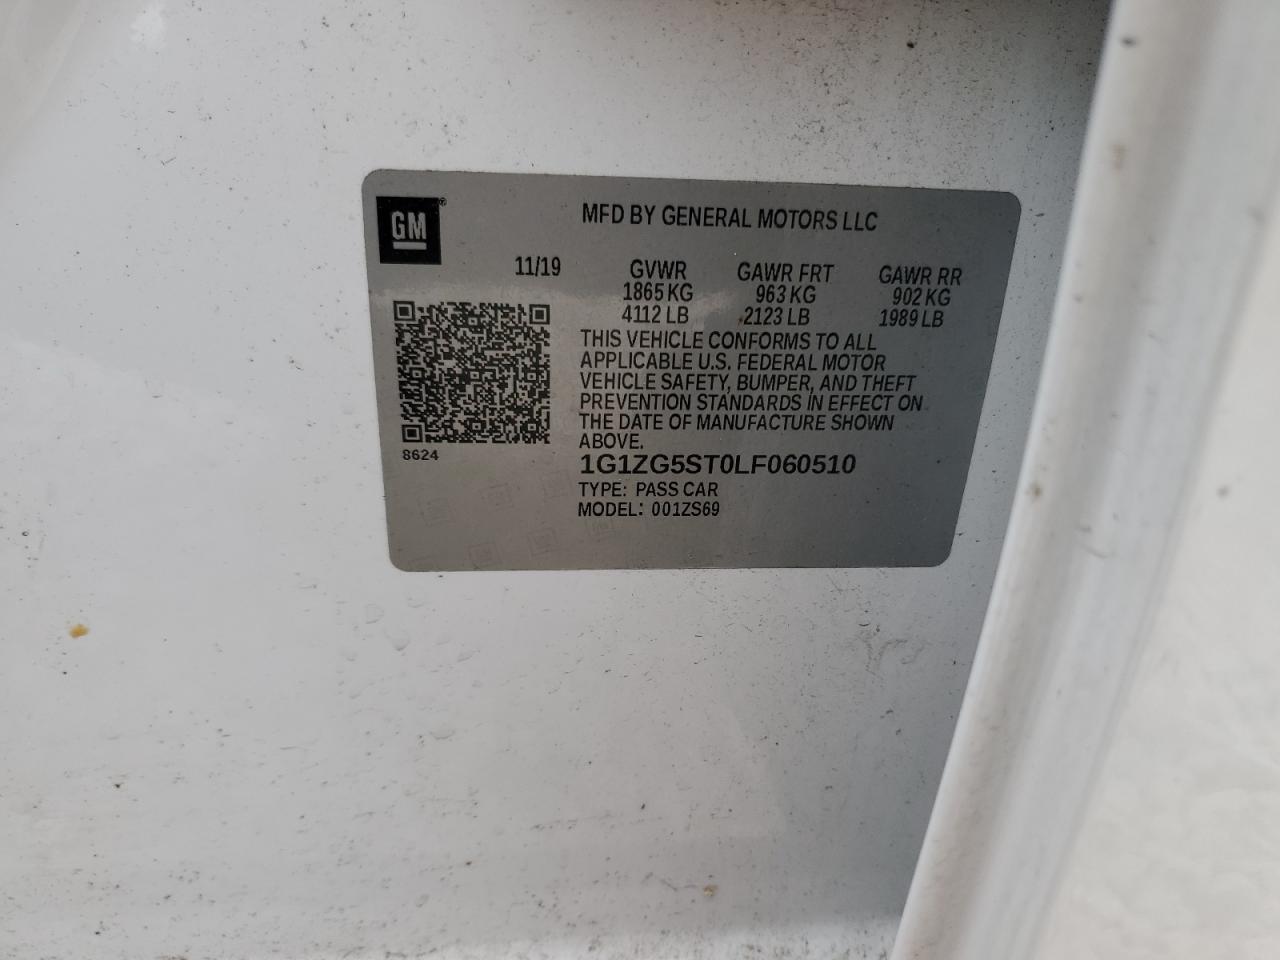 GM®
MFD BY GENERAL MOTORS LLC
11/19 GVWR GAWR FRT GAWR RR
1865 KG 963 KG 902 KG
4112 LB 2123 LB 1989 LB
THIS VEHICLE CONFORMS TO ALL
APPLICABLE U.S. FEDERAL MOTOR
VEHICLE SAFETY, BUMPER, AND THEFT
PREVENTION STANDARDS IN EFFECT ON
THE DATE OF MANUFACTURE SHOWN
ABOVE.
8624
1G1ZG5ST0LF060510
TYPE: PASS CAR
MODEL: 001ZS69